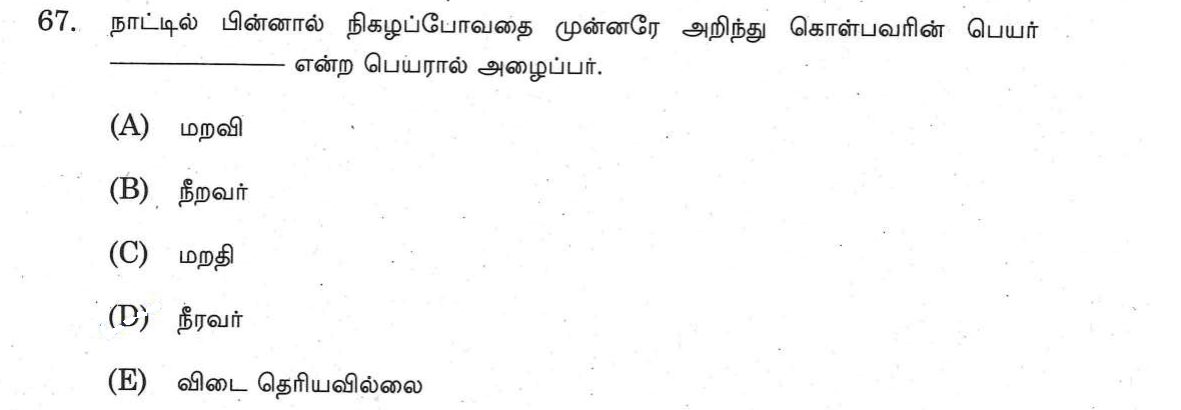 67. நாட்டில் பின்னால் நிகழப்போவதை முன்னரே அறிந்து கொள்பவரின் பெயர்
—————— என்ற பெயரால் அழைப்பர்.
(A) மறவி
(B) நீறவர்
(C) மறதி
(D) நீரவர்
(E) விடை தெரியவில்லை